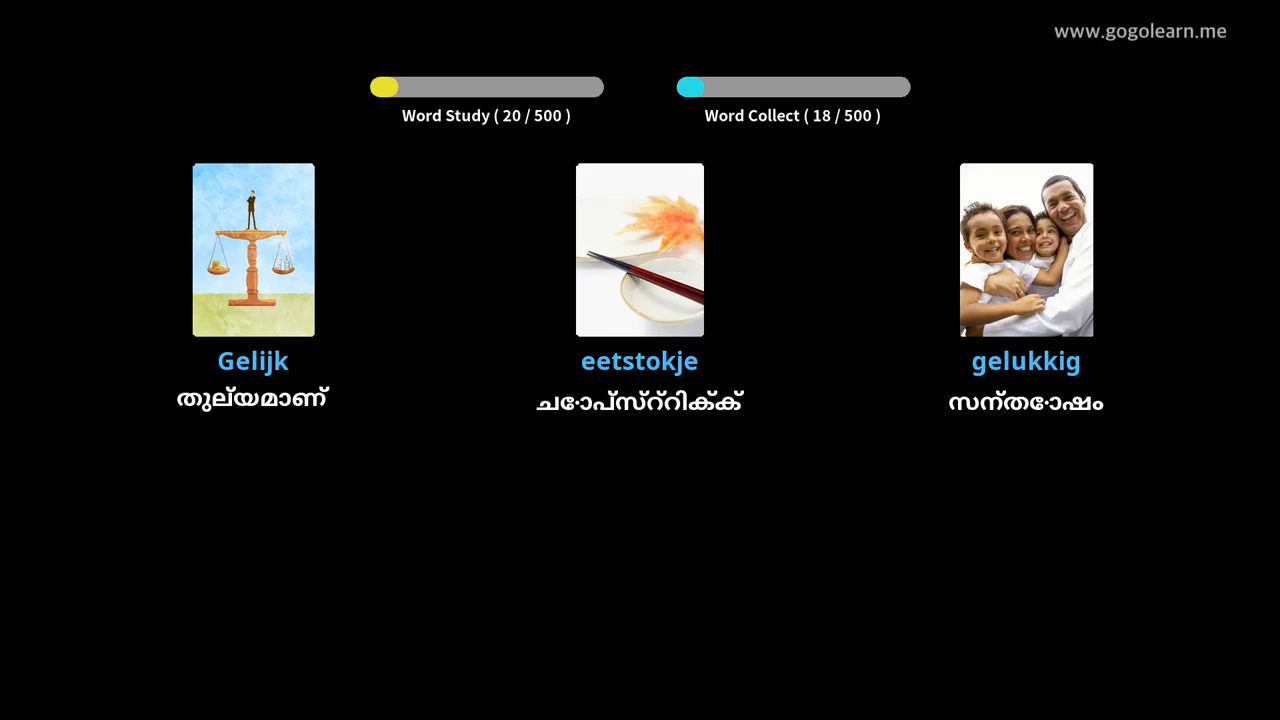 www.gogolearn.me
Word Study ( 20 / 500 )
Word Collect ( 18 / 500 )
Gelijk
eetstokje
gelukkig
തുല്യമാണ്
ചോപ്സ്റ്റിക്ക്
സന്തോഷം